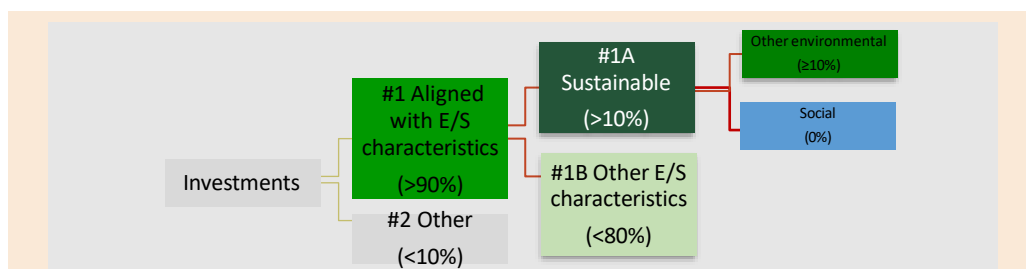 Investments
#1 Aligned
with E/S
characteristics
(>90%)
#2 Other
(<10%)
#1A
Sustainable
(>10%)
#1B Other E/S
characteristics
(<80%)
Other environmental
(≥10%)
Social
(0%)